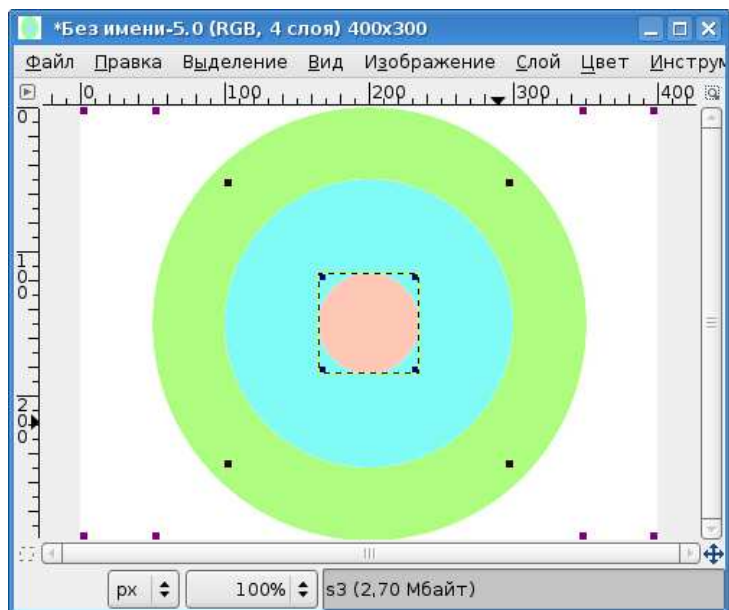 *Без имени-5.0 (RGB, 4 слоя) 400x300
Файл Правка Выделение Вид Изображение Слой Цвет Инструм
0 100 200 300 400
0
100
200
px 100% s3 (2,70 Мбайт)